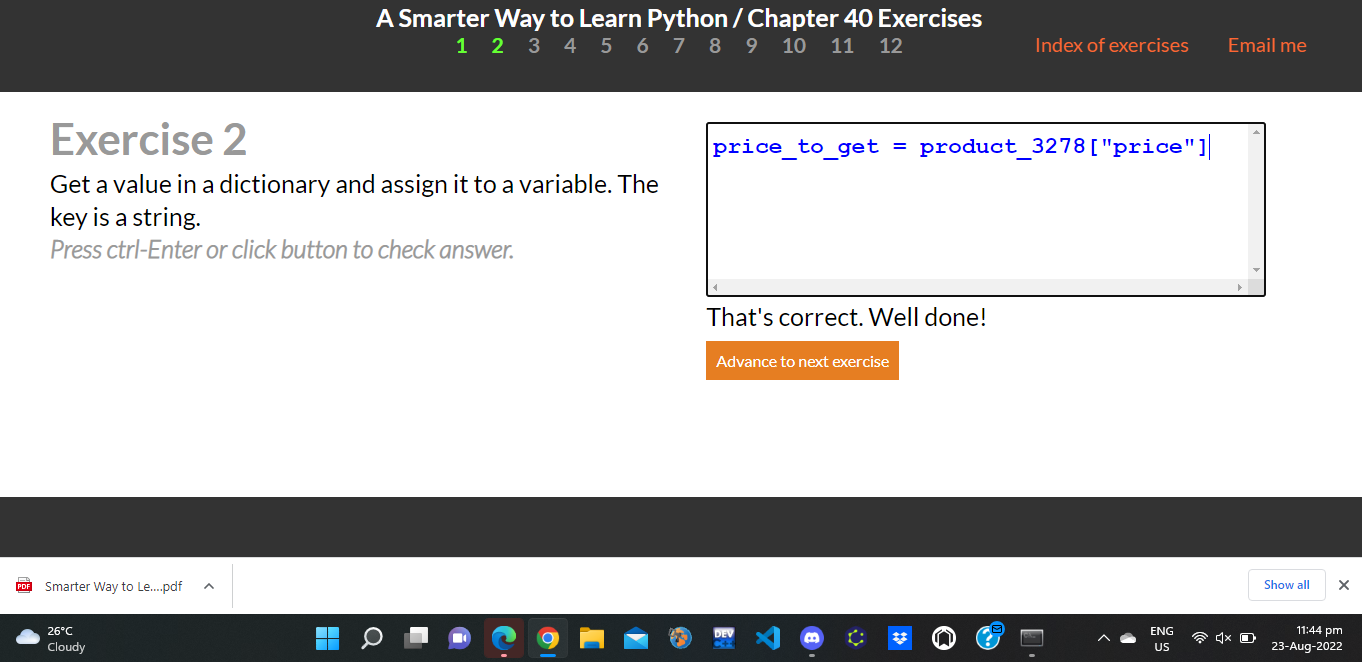 A Smarter Way to Learn Python / Chapter 40 Exercises
1 2 3 4 5 6 7 8 9 10 11 12
Index of exercises Email me
Exercise 2
Get a value in a dictionary and assign it to a variable. The
key is a string.
Press ctrl-Enter or click button to check answer.
price_to_get = product_3278["price"]
That's correct. Well done!
Advance to next exercise
PDF
Smarter Way to Le....pdf
Show all
26°C
Cloudy
DEV
ENG
US
11:44 pm
23-Aug-2022